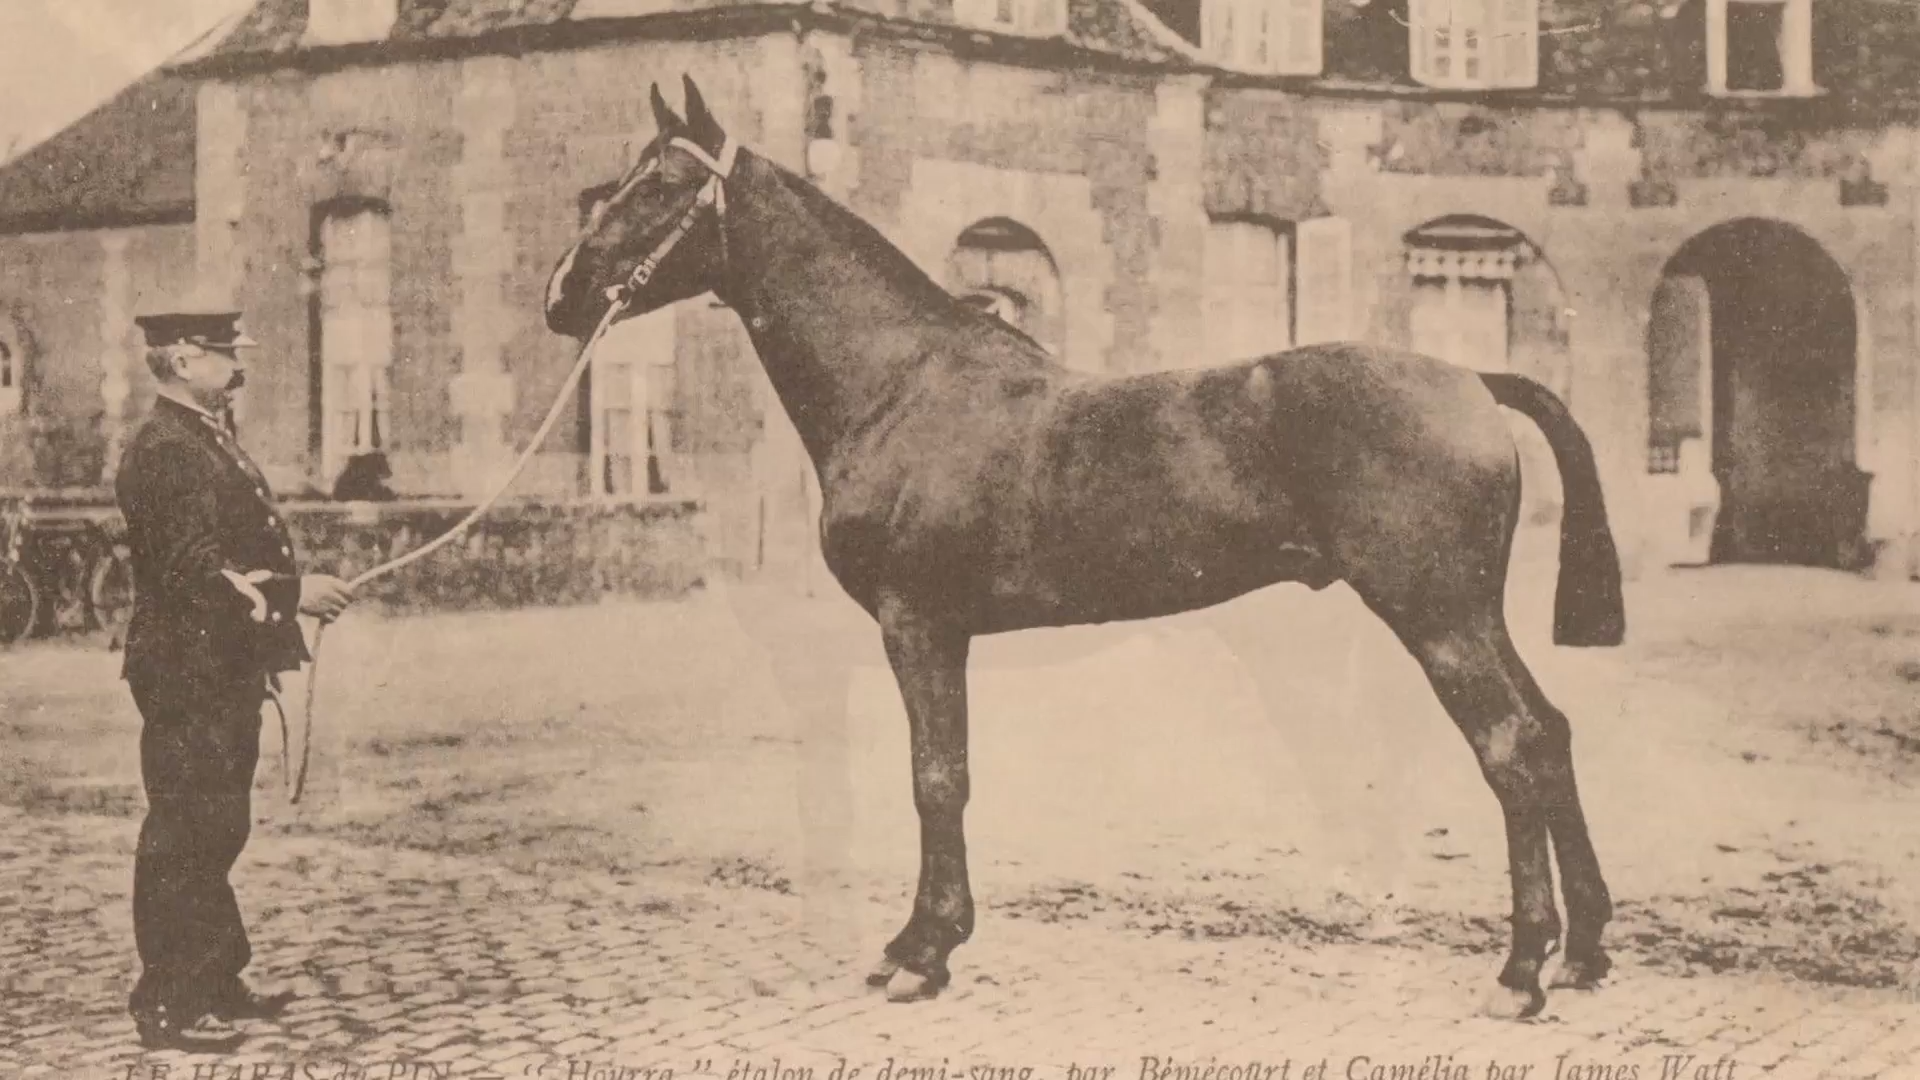 LE HARAS-du-PIN — “ Hourra ” étalon de demi-sang, par Bémécourt et Camélia par James Watt